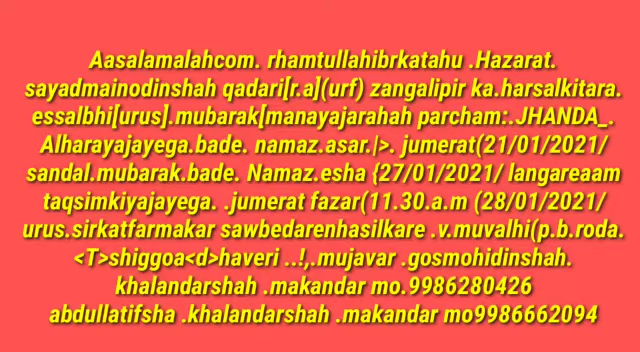 Aasalamalahcom. rhamtullahibrkatahu .Hazarat.
sayadmainodinshah qadari[r.a](urf) zangalipir ka.harsalkitara.
essalbhi[urus].mubarak[manayajarahah parcham:.JHANDA_.
Alharayajayega.bade. namaz.asar.|>. jumerat(21/01/2021/
sandal.mubarak.bade. Namaz.esha {27/01/2021/ langareaam
taqsimkiyajayega. .jumerat fazar(11.30.a.m (28/01/2021/
urus.sirkatfarmakar sawbedarenhasilkare .v.muvalhi(p.b.roda.
<T>shiggoa<d>haveri ..!,.mujavar .gosmohidinshah.
khalandarshah .makandar mo.9986280426
abdullatifsha .khalandarshah .makandar mo9986662094